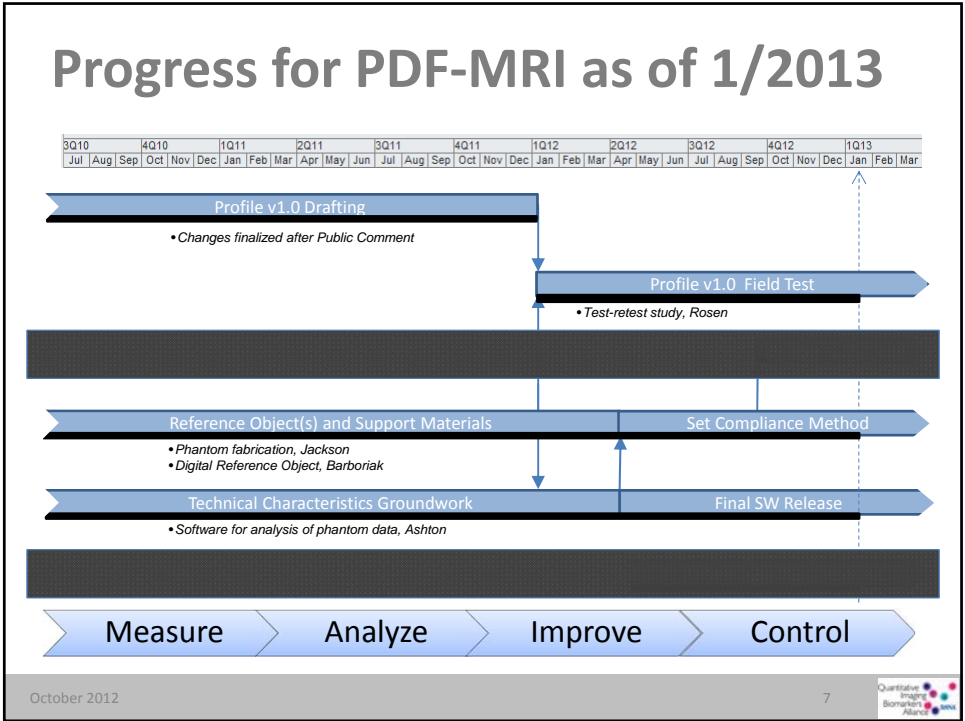 Progress for PDF-MRI as of 1/2013
3Q10 4Q10 1Q11 2Q11 3Q11 4Q11 1Q12 2Q12 3Q12 4Q12 1Q13
Jul Aug Sep Oct Nov Dec Jan Feb Mar Apr May Jun Jul Aug Sep Oct Nov Dec Jan Feb Mar Apr May Jun Jul Aug Sep Oct Nov Dec Jan Feb Mar
Profile v1.0 Drafting
•Changes finalized after Public Comment
Profile v1.0 Field Test
•Test-retest study, Rosen
Reference Object(s) and Support Materials Set Compliance Method
•Phantom fabrication, Jackson
•Digital Reference Object, Barboriak
Technical Characteristics Groundwork Final SW Release
•Software for analysis of phantom data, Ashton
Measure Analyze Improve Control
October 2012 7
Quantitative
Imaging
Biomarkers
Alliance RSNA